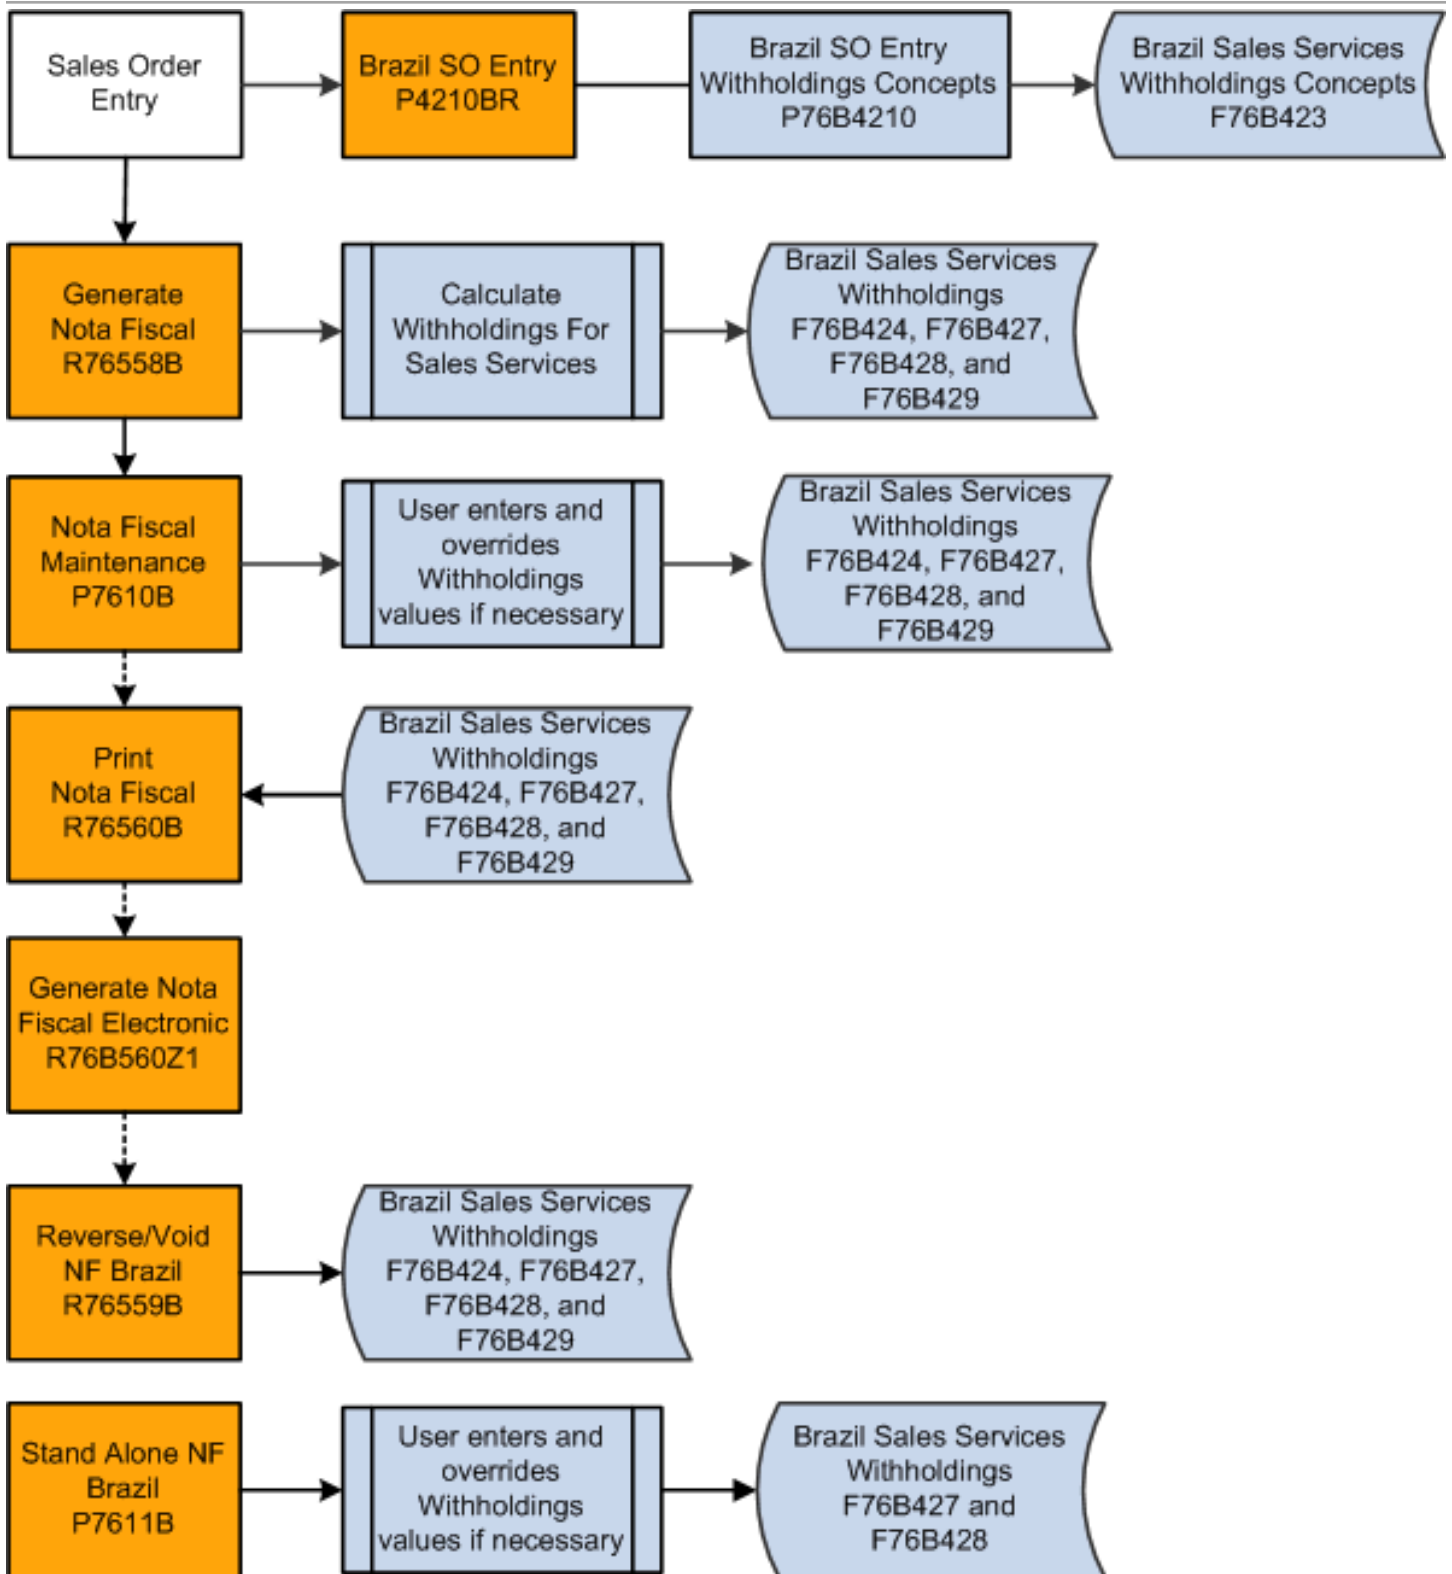 Sales Order
Entry
Brazil SO Entry
P4210BR
Brazil SO Entry
Withholdings Concepts
P76B4210
Brazil Sales Services
Withholdings Concepts
F76B423
Generate
Nota Fiscal
R76558B
Calculate
Withholdings For
Sales Services
Brazil Sales Services
Withholdings
F76B424, F76B427,
F76B428, and
F76B429
Nota Fiscal
Maintenance
P7610B
User enters and
overrides
Withholdings
values if necessary
Brazil Sales Services
Withholdings
F76B424, F76B427,
F76B428, and
F76B429
Print
Nota Fiscal
R76560B
Brazil Sales Services
Withholdings
F76B424, F76B427,
F76B428, and
F76B429
Generate Nota
Fiscal Electronic
R76B560Z1
Reverse/Void
NF Brazil
R76559B
Brazil Sales Services
Withholdings
F76B424, F76B427,
F76B428, and
F76B429
Stand Alone NF
Brazil
P7611B
User enters and
overrides
Withholdings
values if necessary
Brazil Sales Services
Withholdings
F76B427 and
F76B428